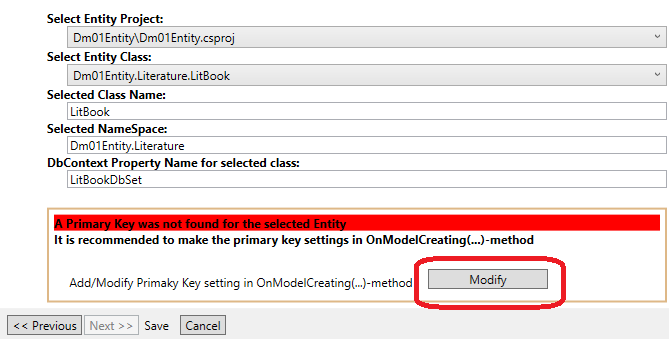 Select Entity Project:
Dm01Entity\Dm01Entity.csproj
Select Entity Class:
Dm01Entity.Literature.LitBook
Selected Class Name:
LitBook
Selected NameSpace:
Dm01Entity.Literature
DbContext Property Name for selected class:
LitBookDbSet
A Primary Key was not found for the selected Entity
It is recommended to make the primary key settings in OnModelCreating(...)-method
Add/Modify Primaky Key setting in OnModelCreating(...)-method Modify
<< Previous Next >> Save Cancel